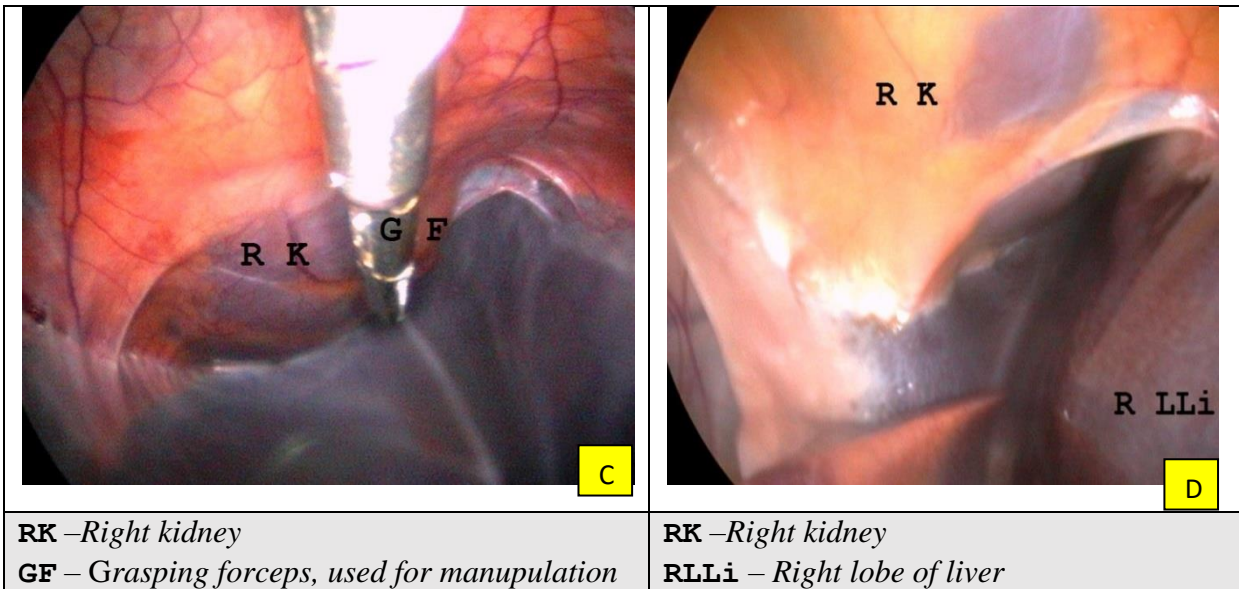 R K
G F
C
R K
R LLi
D
RK –Right kidney
GF – Grasping forceps, used for manupulation
RK –Right kidney
RLLi – Right lobe of liver